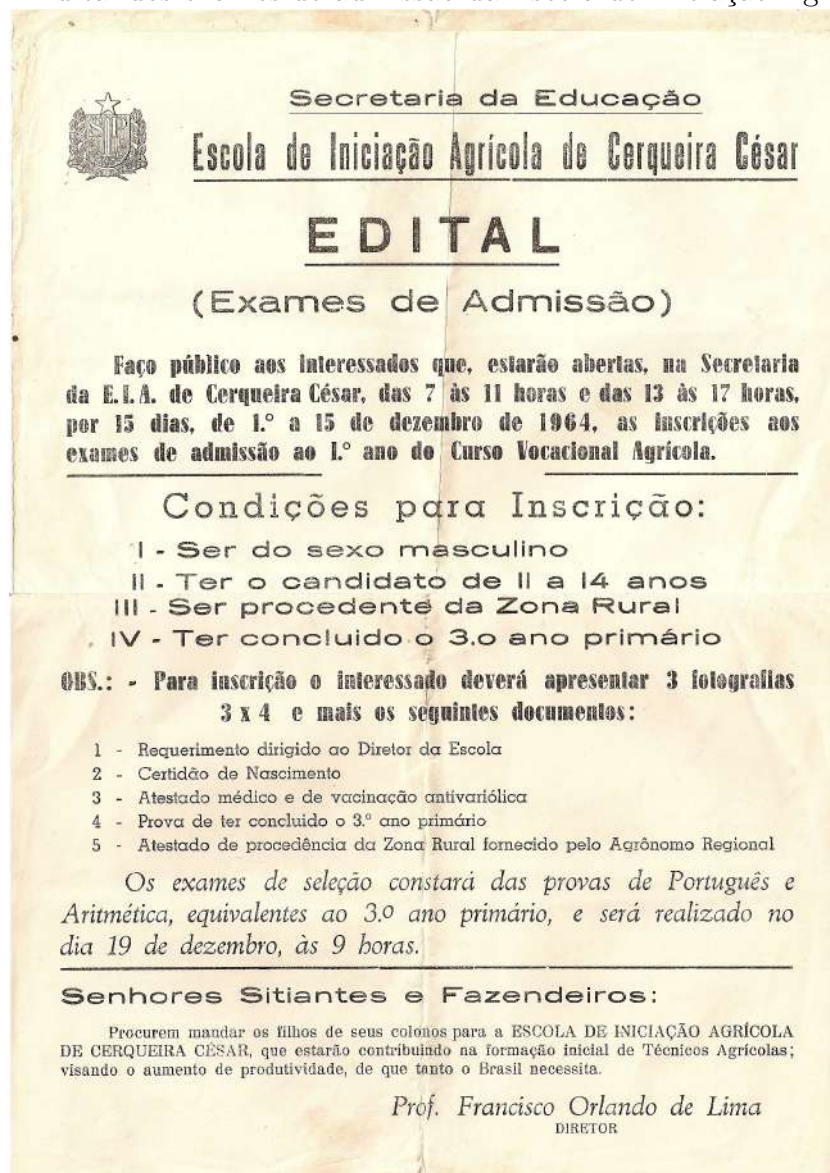 Secretaria da Educação
Escola de Iniciação Agrícola de Cerqueira César
EDITAL
(Exames de Admissão)
Faço público aos interessados que, estarão abertas, na Secretaria
da E.I.A. de Cerqueira César, das 7 às 11 horas e das 13 às 17 horas,
por 15 dias, de 1.º a 15 de dezembro de 1964, as inscrições aos
exames de admissão ao 1.º ano do Curso Vocacional Agrícola.
Condições para Inscrição:
I - Ser do sexo masculino
II - Ter o candidato de 11 a 14 anos
III - Ser procedente da Zona Rural
IV - Ter concluido o 3.o ano primário
OBS.: - Para inscrição o interessado deverá apresentar 3 fotografias
3 x 4 e mais os seguintes documentos:
1 - Requerimento dirigido ao Diretor da Escola
2 - Certidão de Nascimento
3 - Atestado médico e de vacinação antivariólica
4 - Prova de ter concluido o 3.º ano primário
5 - Atestado de procedência da Zona Rural fornecido pelo Agrônomo Regional
Os exames de seleção constará das provas de Português e
Aritmética, equivalentes ao 3.º ano primário, e será realizado no
dia 19 de dezembro, às 9 horas.
Senhores Sitiantes e Fazendeiros:
Procurem mandar os filhos de seus colonos para a ESCOLA DE INICIAÇÃO AGRÍCOLA
DE CERQUEIRA CÉSAR, que estarão contribuindo na formação inicial de Técnicos Agrícolas;
visando o aumento de produtividade, de que tanto o Brasil necessita.
Prof. Francisco Orlando de Lima
DIRETOR